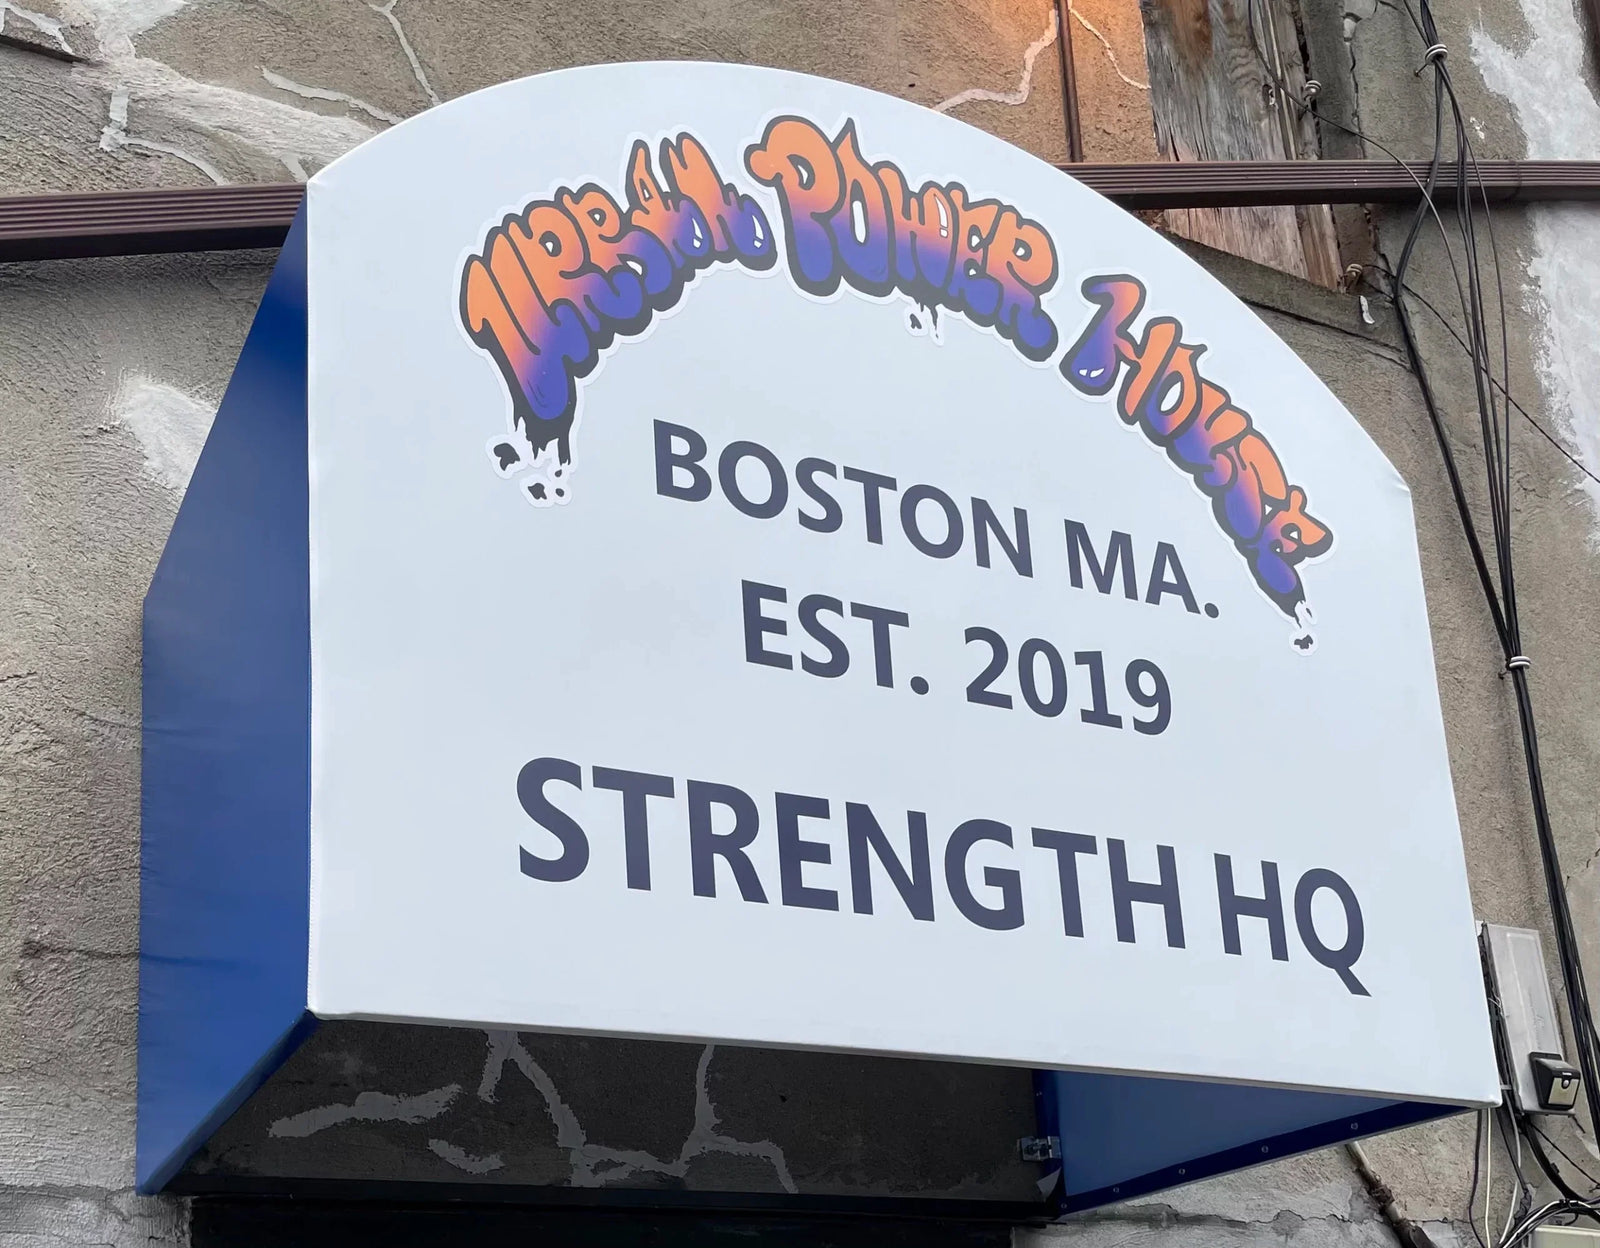 URBAN POWER HOUSE
BOSTON MA.
EST. 2019
STRENGTH HQ